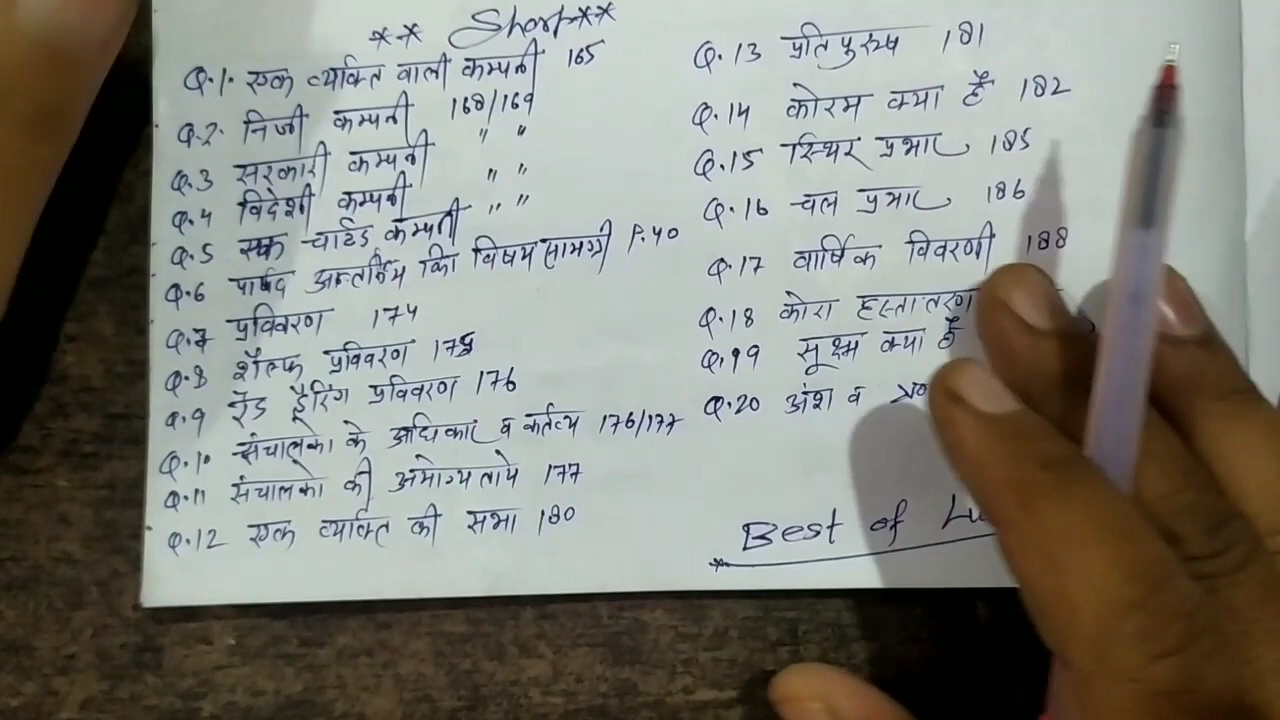 ** Short **
Q.1. एक व्यक्ति वाली कम्पनी 165
Q.2. निजी कम्पनी 168/169
Q.3 सरकारी कम्पनी " "
Q.4 विदेशी कम्पनी " "
Q.5 चार्टर्ड कम्पनी " "
Q.6 पार्षद अन्तर्नियम कि विषय सामग्री P.40
Q.7 प्रविवरण 174
Q.8 शैल्फ प्रविवरण 175
Q.9 रेड हैरिंग प्रविवरण 176
Q.10 संचालको के अधिकार व कर्तव्य 176/177
Q.11 संचालको की अयोग्यताये 177
Q.12 एक व्यक्ति की सभा 180
Q.13 प्रतिपुरुष 181
Q.14 कोरम क्या है 182
Q.15 स्थिर प्रभार 185
Q.16 चल प्रभार 186
Q.17 वार्षिक विवरणी 188
Q.18 कोरा हस्तातरण
Q.19 सूक्ष्म क्या है
Q.20 अंश व
Best of